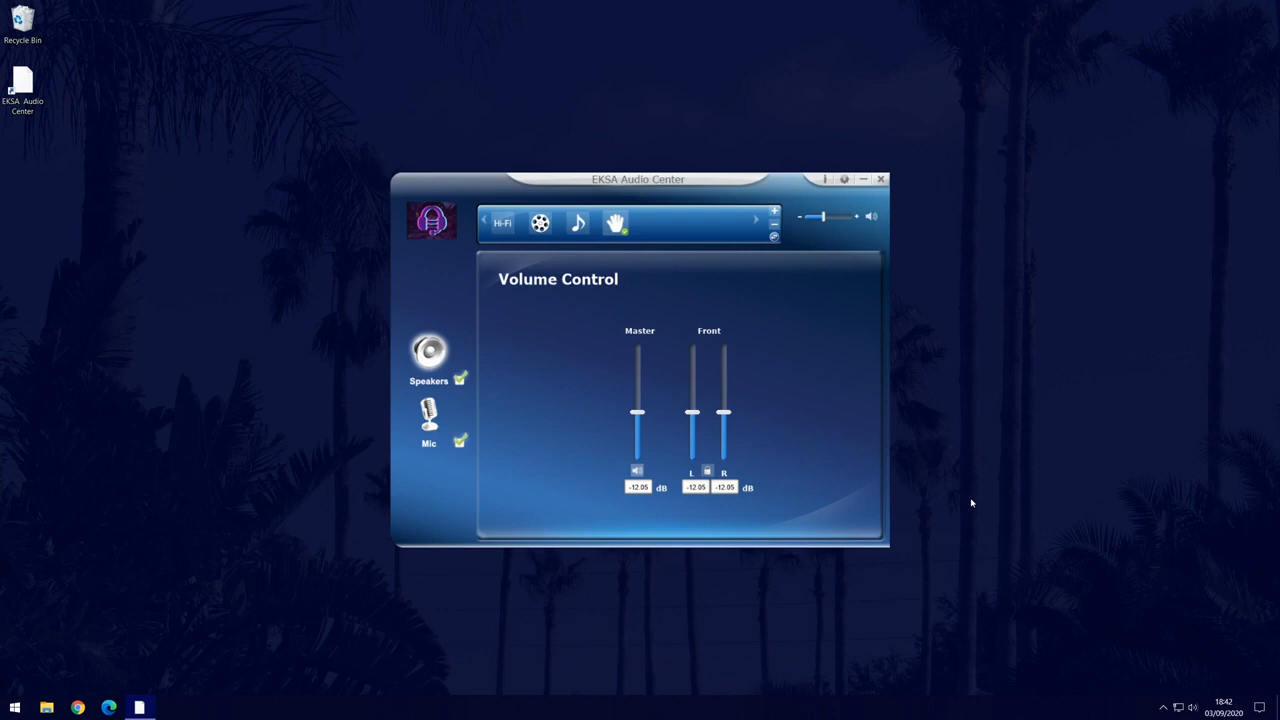 Recycle Bin
EKSA Audio
Center
EKSA Audio Center
Hi-Fi
Volume Control
Master
Front
Speakers
Mic
L
R
-12.05 dB
-12.05 -12.05 dB
18:42
03/09/2020